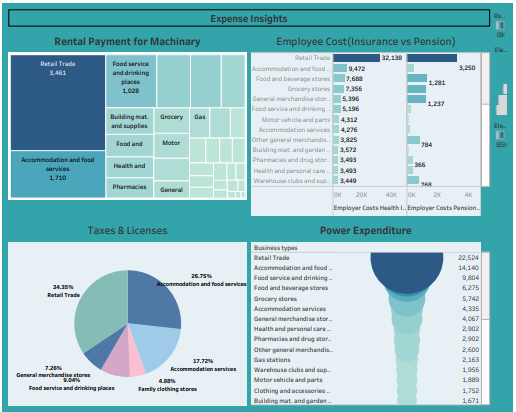 Expense Insights
Rental Payment for Machinary
Retail Trade
3,461
Food service
and drinking
places
1,028
Building mat.
and supplies
Grocery
Gas
Food and
Motor
Accommodation and food
services
1,710
Health and
Pharmacies
General
Employee Cost(Insurance vs Pension)
Retail Trade 32,138
Accommodation and food .. 9,472 3,250
Food and beverage stores 7,688
Grocery stores 7,356 1,281
General merchandise stor.. 5,396
Food service and drinking .. 5,196 1,237
Motor vehicle and parts 4,312
Accommodation services 4,276
Other general merchandis.. 3,825
Building mat. and garden .. 3,572 784
Pharmacies and drug stor.. 3,493
Health and personal care .. 3,493 366
Warehouse clubs and sup.. 3,449 768
0K 20K 40K 0K 2K 4K
Employer Costs Health I.. Employer Costs Pension..
Taxes & Licenses
26.75%
Accommodation and food services
34.35%
Retail Trade
17.72%
Accommodation services
7.26%
General merchandise stores
9.04%
Food service and drinking places
4.88%
Family clothing stores
Power Expenditure
Business types
Retail Trade 22,524
Accommodation and food .. 14,140
Food service and drinking .. 9,804
Food and beverage stores 6,275
Grocery stores 5,742
Accommodation services 4,335
General merchandise stor.. 4,067
Health and personal care .. 2,902
Pharmacies and drug stor.. 2,902
Other general merchandis.. 2,600
Gas stations 2,163
Warehouse clubs and sup.. 1,956
Motor vehicle and parts 1,889
Clothing and accessories .. 1,752
Building mat. and garden .. 1,671
Re..
Ele..
Ele..